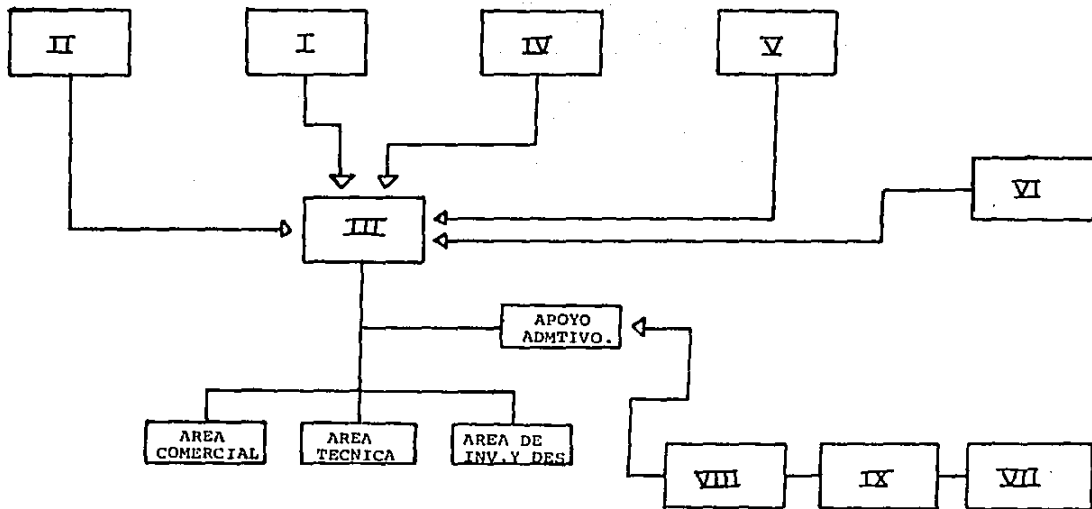 II
I
IV
V
VI
III
APOYO
ADMTIVO.
AREA
COMERCIAL
AREA
TECNICA
AREA DE
INV.Y DES
VIII
IX
VII